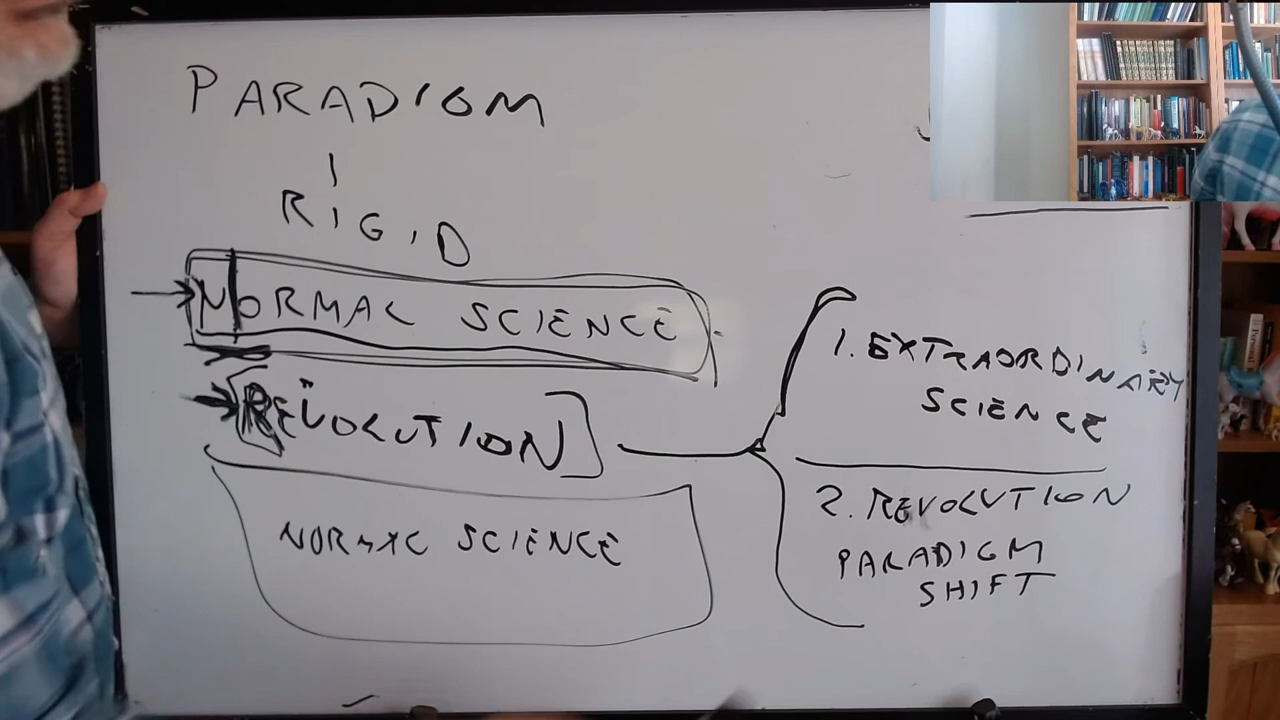 PARADIGM
RIGID
NORMAL SCIENCE
REVOLUTION
NORMAL SCIENCE
1. EXTRAORDINARY
SCIENCE
2. REVOLUTION
PARADIGM
SHIFT